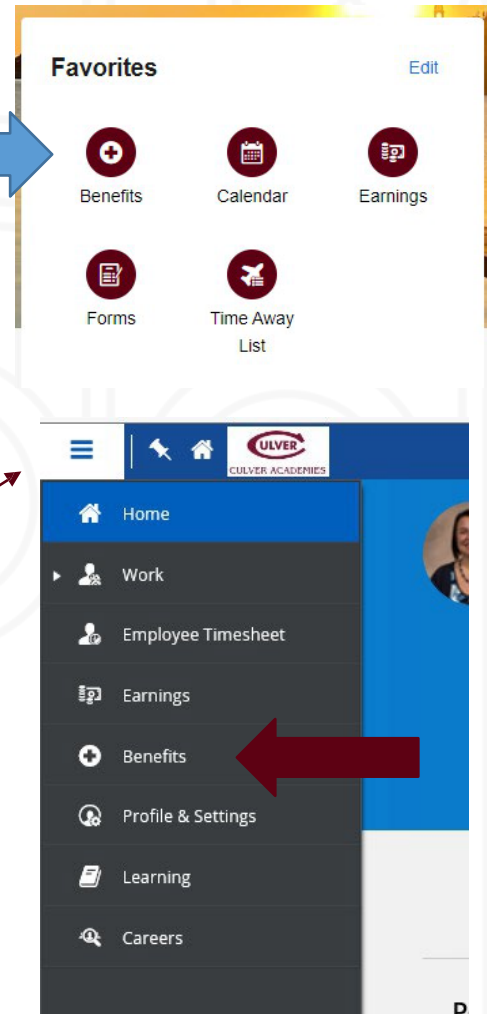 Favorites Edit
Benefits Calendar Earnings
Forms Time Away
List
CULVER
CULVER ACADEMIES
Home
Work
Employee Timesheet
Earnings
Benefits
Profile & Settings
Learning
Careers